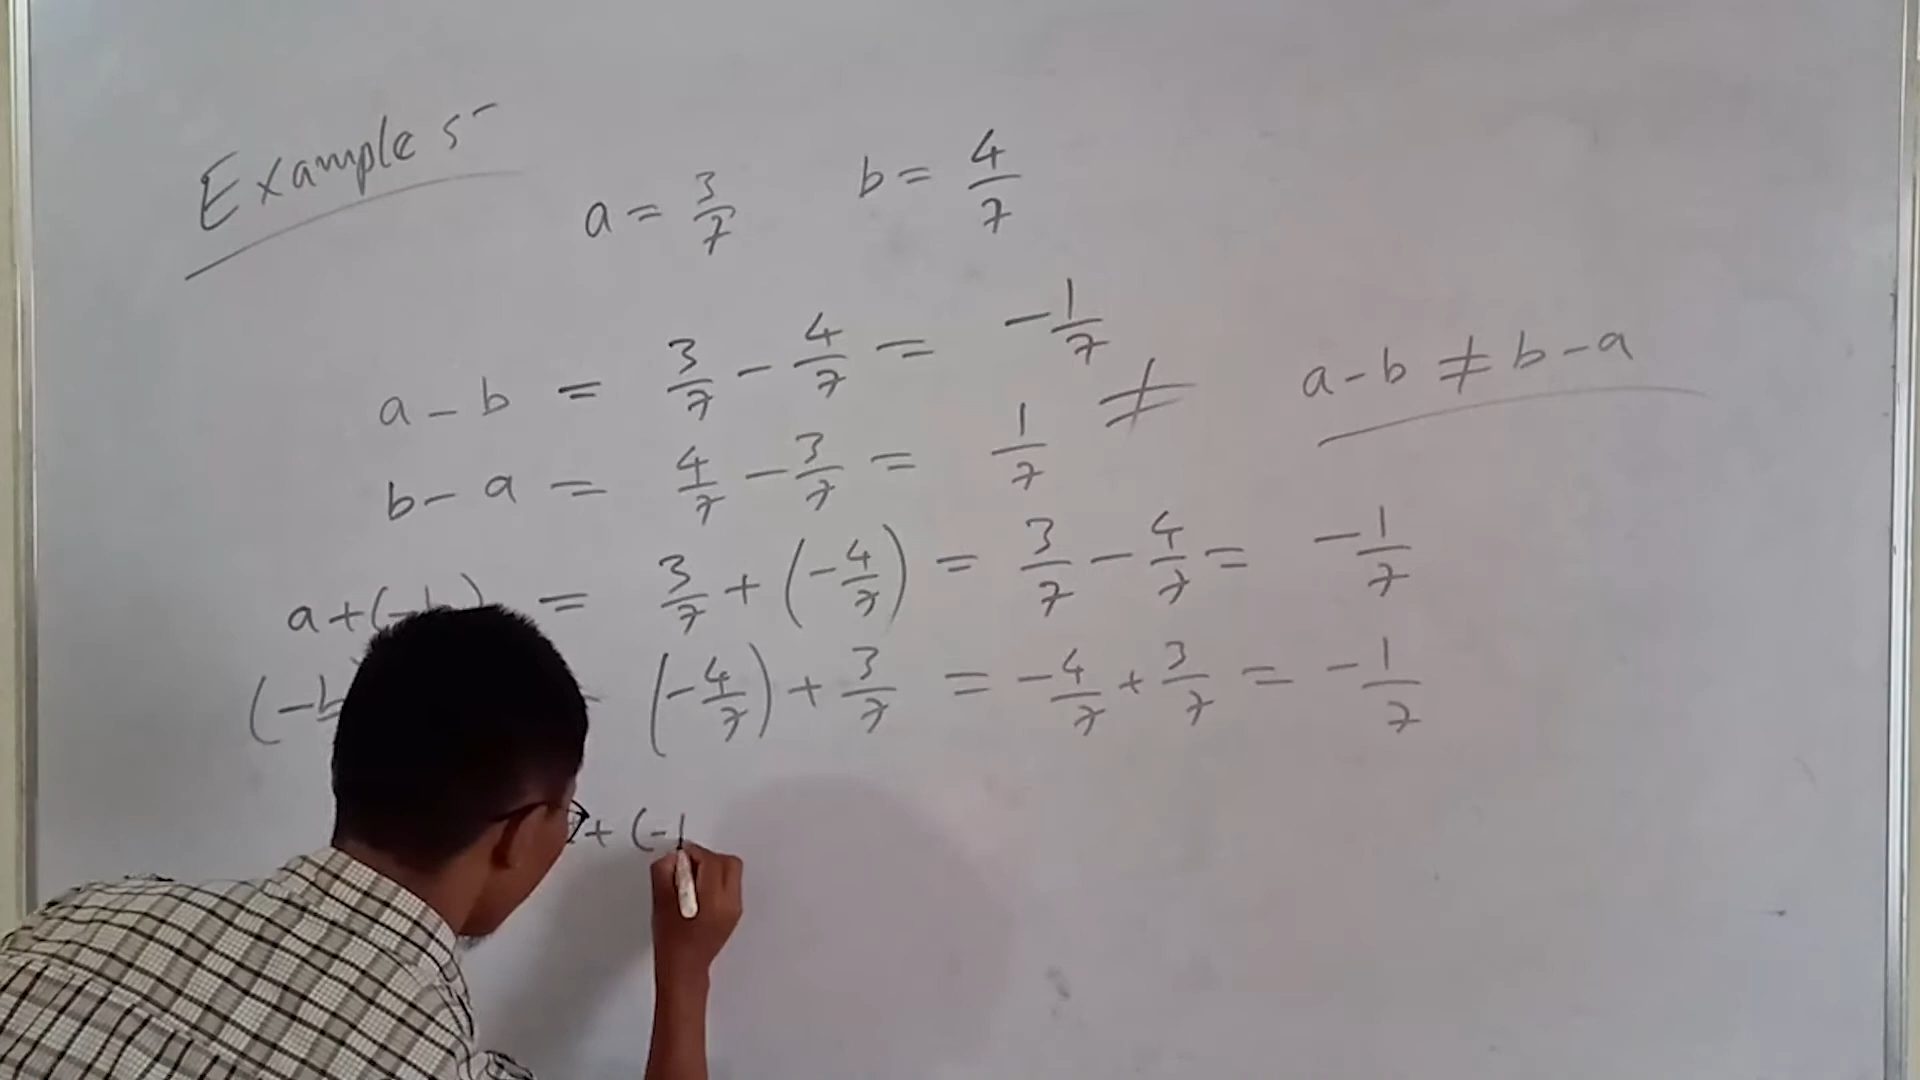 Example 5
a = 3/7 b = 4/7
a - b = 3/7 - 4/7 = -1/7
≠ a - b ≠ b - a
b - a = 4/7 - 3/7 = 1/7
a + (-b) = 3/7 + (-4/7) = 3/7 - 4/7 = -1/7
(-b (-4/7) + 3/7 = -4/7 + 3/7 = -1/7
+ (-